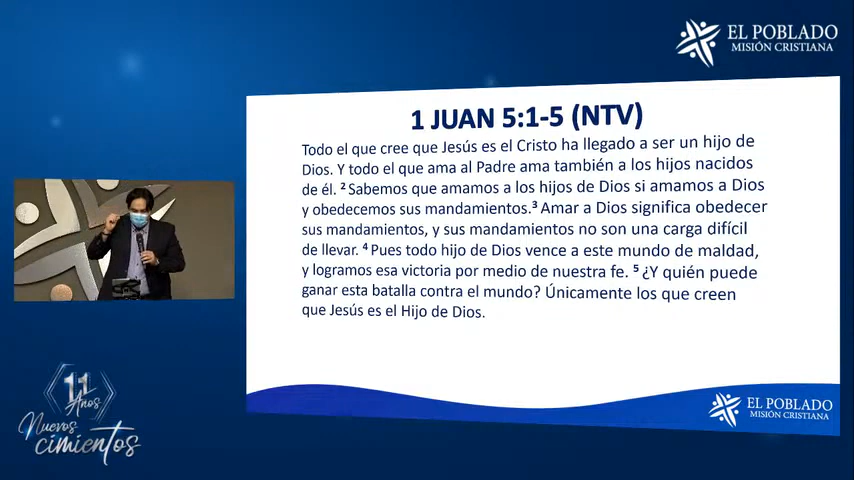 EL POBLADO
MISIÓN CRISTIANA
1 JUAN 5:1-5 (NTV)
Todo el que cree que Jesús es el Cristo ha llegado a ser un hijo de
Dios. Y todo el que ama al Padre ama también a los hijos nacidos
de él. ² Sabemos que amamos a los hijos de Dios si amamos a Dios
y obedecemos sus mandamientos.³ Amar a Dios significa obedecer
sus mandamientos, y sus mandamientos no son una carga difícil
de llevar. ⁴ Pues todo hijo de Dios vence a este mundo de maldad,
y logramos esa victoria por medio de nuestra fe. ⁵ ¿Y quién puede
ganar esta batalla contra el mundo? Únicamente los que creen
que Jesús es el Hijo de Dios.
11
Años
Nuevos
cimientos
EL POBLADO
MISIÓN CRISTIANA